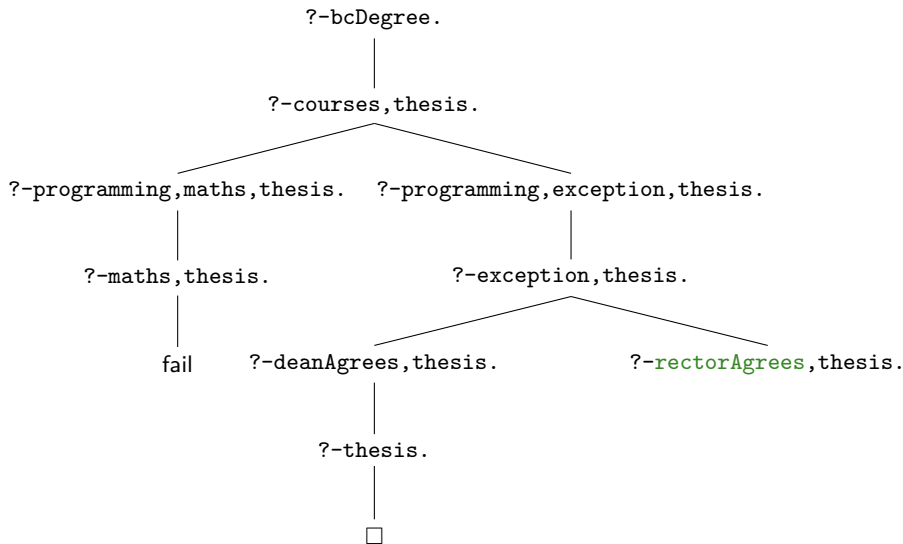 ?-bcDegree.
?-courses,thesis.
?-programming,maths,thesis. ?-programming,exception,thesis.
?-maths,thesis. ?-exception,thesis.
fail ?-deanAgrees,thesis. ?-rectorAgrees,thesis.
?-thesis.
□